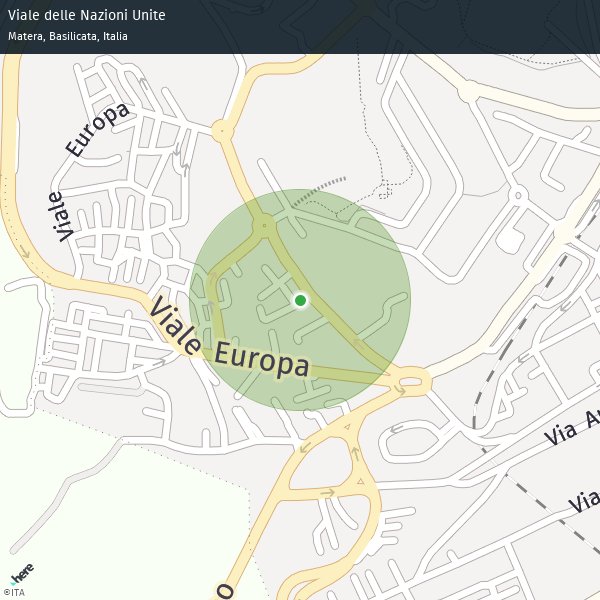 Viale delle Nazioni Unite
Matera, Basilicata, Italia
Viale Europa
Viale Europa
Via
Via
O
here
©ITA